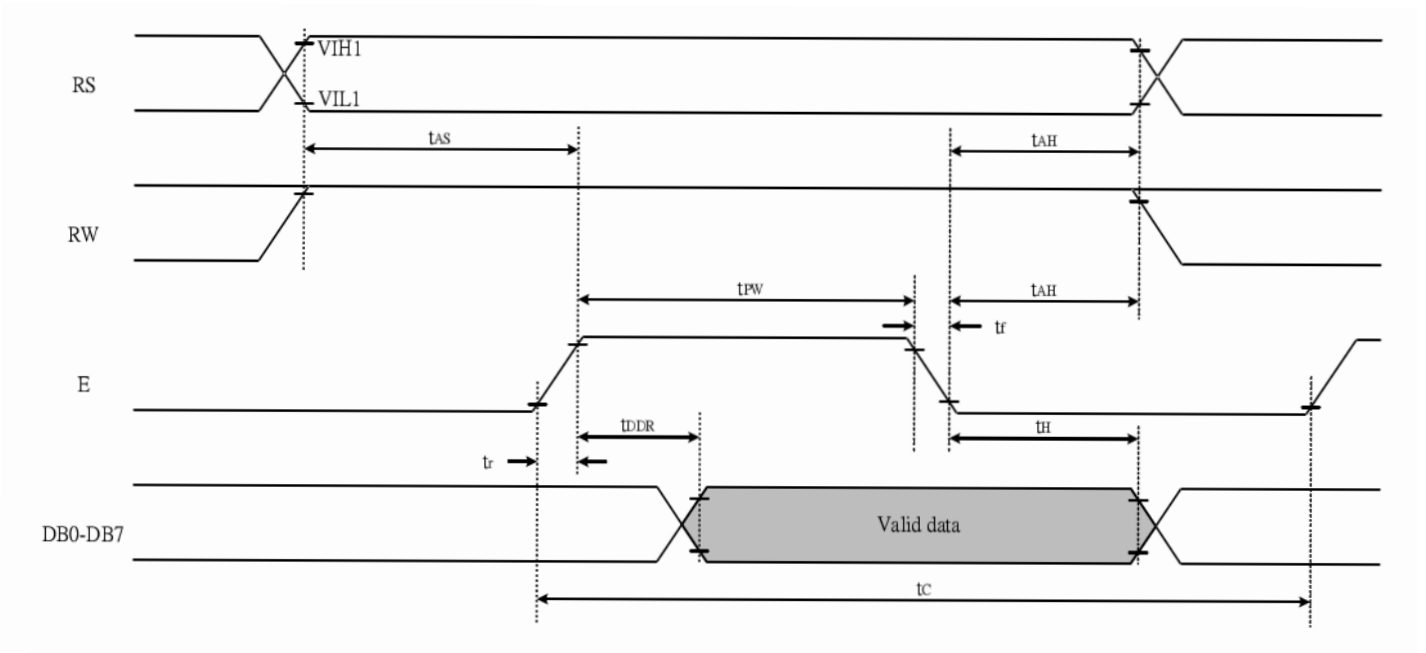 VIH1
RS
VIL1
tAS
tAH
RW
tPW
tAH
tf
E
tDDR
tH
tr
Valid data
DB0-DB7
tC